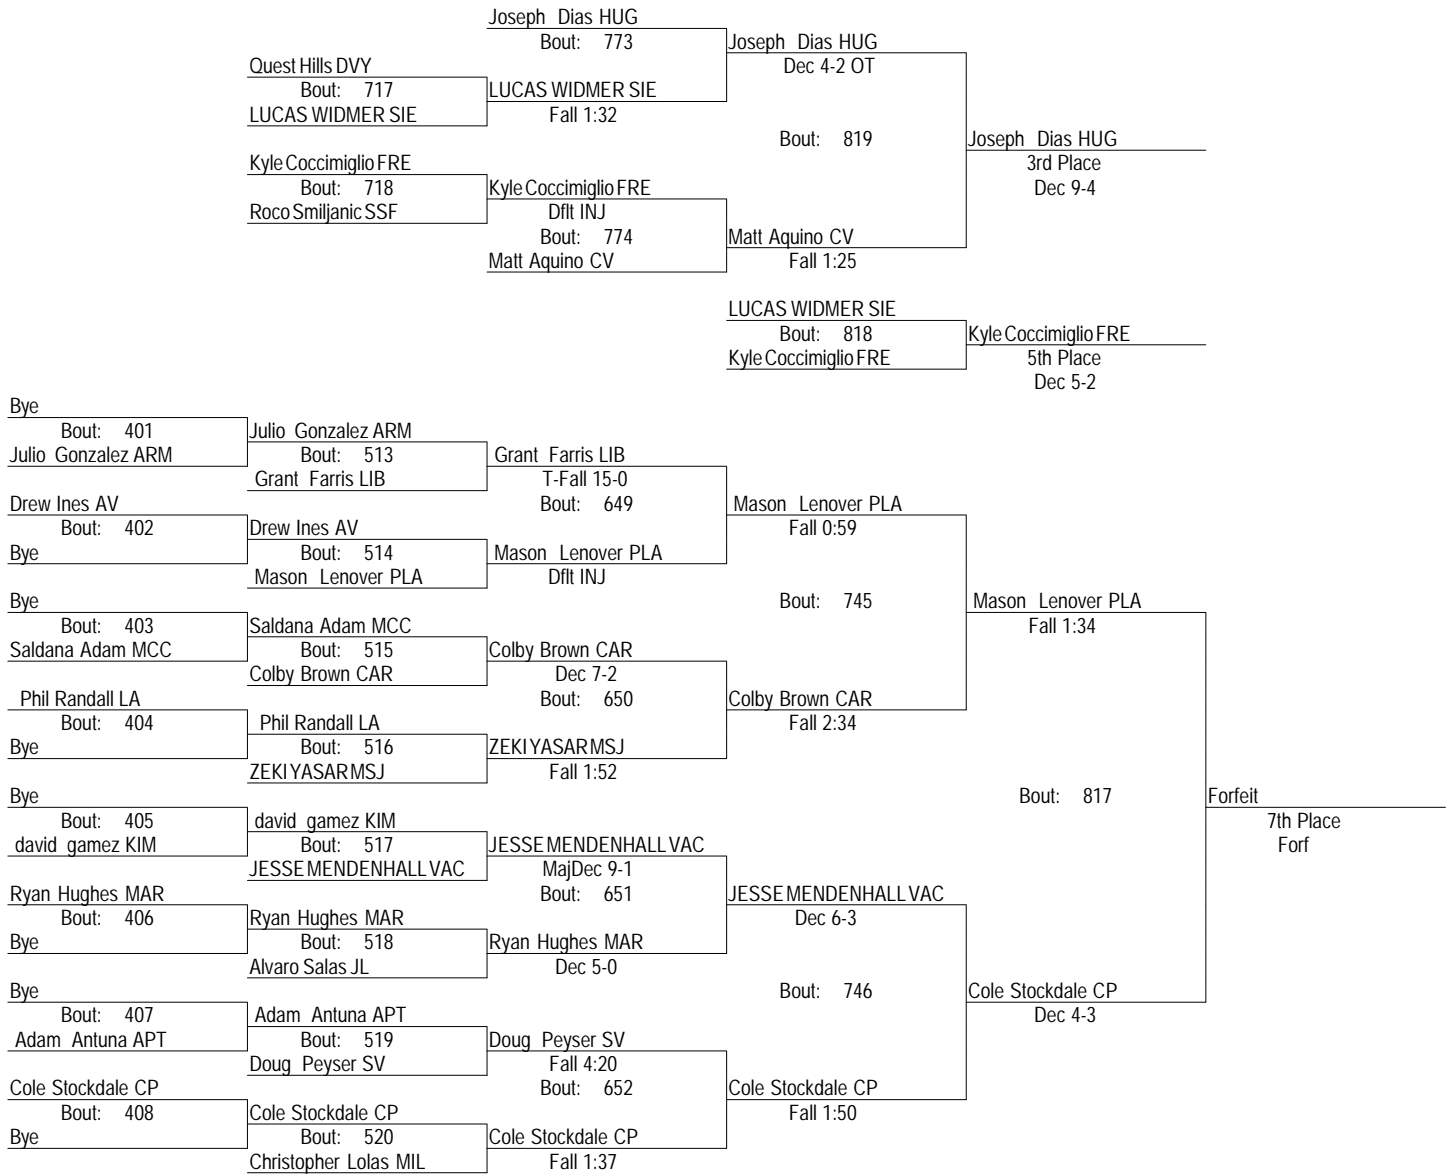 Joseph Dias HUG
Bout: 773
Joseph Dias HUG
Dec 4-2 OT
Quest Hills DVY
Bout: 717
LUCAS WIDMER SIE
LUCAS WIDMER SIE
Fall 1:32
Bout: 819
Joseph Dias HUG
3rd Place
Dec 9-4
Kyle Coccimiglio FRE
Bout: 718
Kyle Coccimiglio FRE
Roco Smiljanic SSF
Dflt INJ
Bout: 774
Matt Aquino CV
Matt Aquino CV
Fall 1:25
LUCAS WIDMER SIE
Bout: 818
Kyle Coccimiglio FRE
Kyle Coccimiglio FRE
5th Place
Dec 5-2
Bye
Bout: 401
Julio Gonzalez ARM
Julio Gonzalez ARM
Bout: 513
Grant Farris LIB
Grant Farris LIB
T-Fall 15-0
Drew Ines AV
Bout: 649
Mason Lenover PLA
Bout: 402
Drew Ines AV
Fall 0:59
Bye
Bout: 514
Mason Lenover PLA
Mason Lenover PLA
Dflt INJ
Bye
Bout: 745
Mason Lenover PLA
Bout: 403
Saldana Adam MCC
Fall 1:34
Saldana Adam MCC
Bout: 515
Colby Brown CAR
Colby Brown CAR
Dec 7-2
Phil Randall LA
Bout: 650
Colby Brown CAR
Bout: 404
Phil Randall LA
Fall 2:34
Bye
Bout: 516
ZEKI YASAR MSJ
ZEKI YASAR MSJ
Fall 1:52
Bye
Bout: 817
Forfeit
Bout: 405
david gamez KIM
7th Place
david gamez KIM
Bout: 517
JESSE MENDENHALL VAC
Forf
JESSE MENDENHALL VAC
MajDec 9-1
Ryan Hughes MAR
Bout: 651
JESSE MENDENHALL VAC
Bout: 406
Ryan Hughes MAR
Dec 6-3
Bye
Bout: 518
Ryan Hughes MAR
Alvaro Salas JL
Dec 5-0
Bye
Bout: 746
Cole Stockdale CP
Bout: 407
Adam Antuna APT
Dec 4-3
Adam Antuna APT
Bout: 519
Doug Peyser SV
Doug Peyser SV
Fall 4:20
Cole Stockdale CP
Bout: 652
Cole Stockdale CP
Bout: 408
Cole Stockdale CP
Fall 1:50
Bye
Bout: 520
Cole Stockdale CP
Christopher Lolas MIL
Fall 1:37